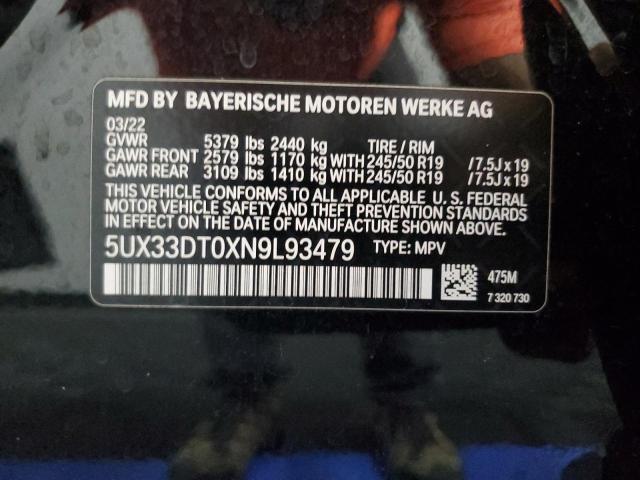 MFD BY BAYERISCHE MOTOREN WERKE AG
03/22
GVWR 5379 lbs 2440 kg TIRE / RIM
GAWR FRONT 2579 lbs 1170 kg WITH 245/50 R19 /7.5J x 19
GAWR REAR 3109 lbs 1410 kg WITH 245/50 R19 /7.5J x 19
THIS VEHICLE CONFORMS TO ALL APPLICABLE U. S. FEDERAL
MOTOR VEHICLE SAFETY AND THEFT PREVENTION STANDARDS
IN EFFECT ON THE DATE OF MANUFACTURE SHOWN ABOVE.
5UX33DT0XN9L93479 TYPE: MPV
475M
7 320 730